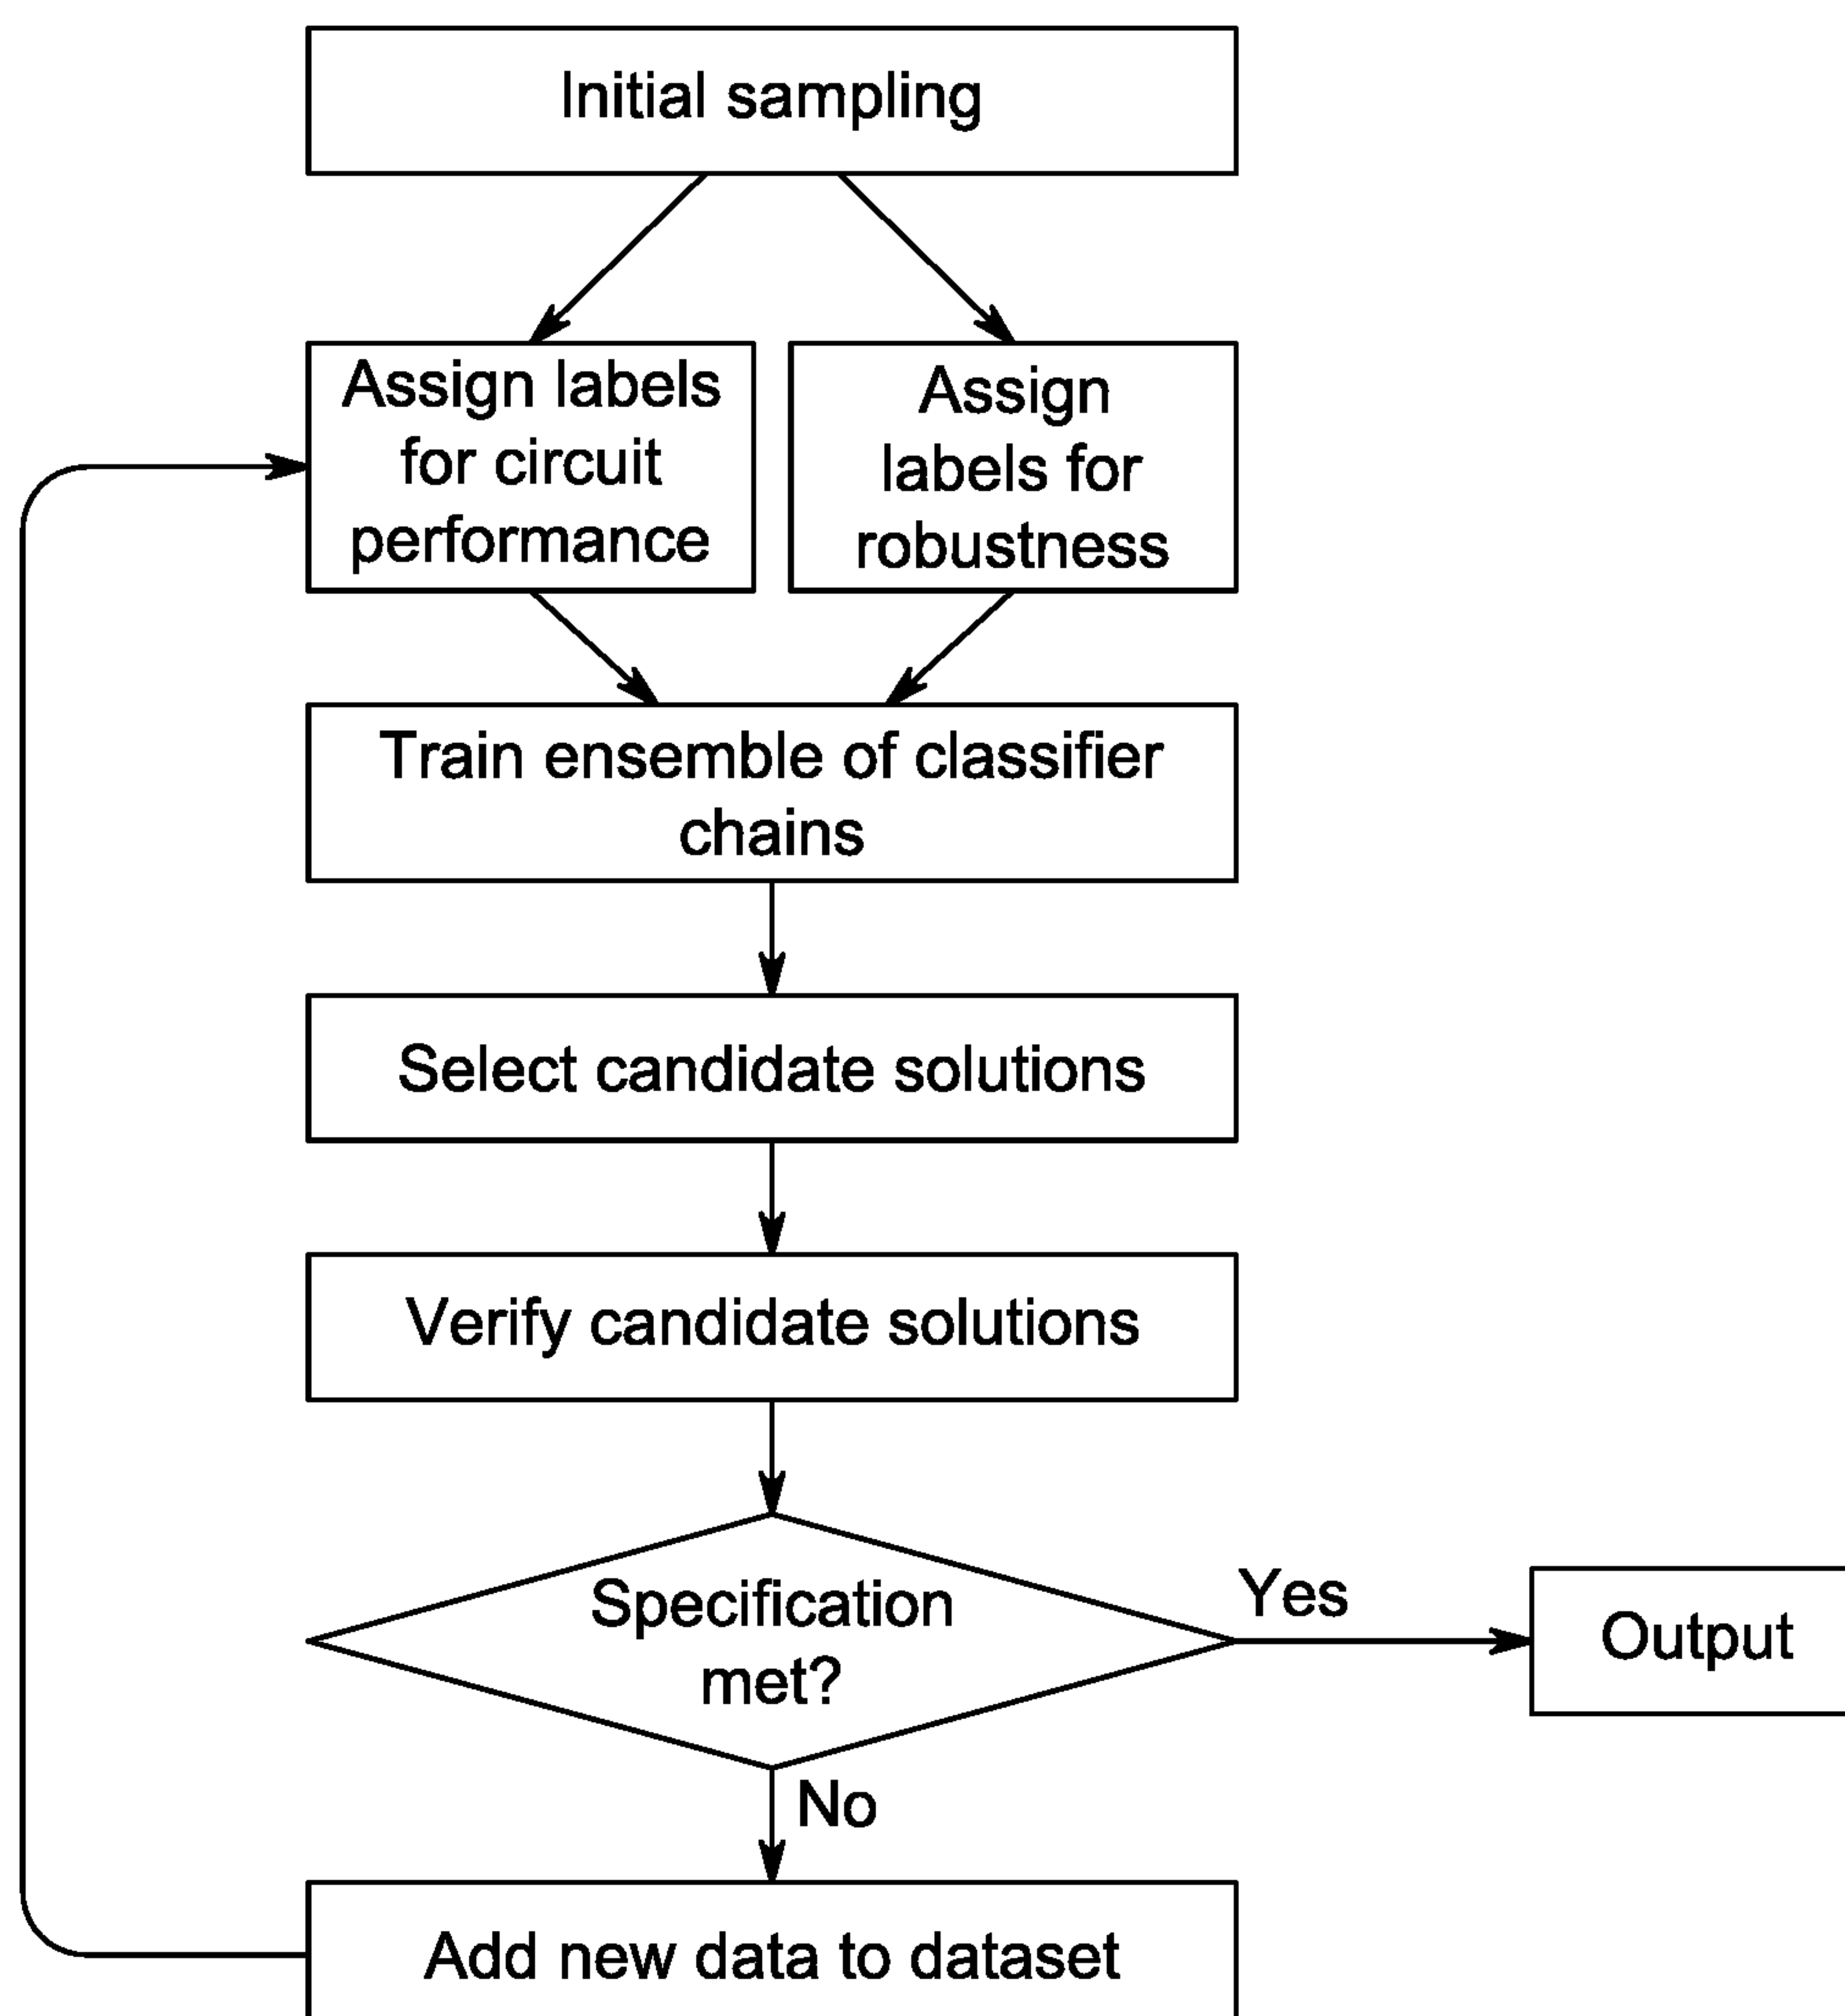 Initial sampling
Assign labels
for circuit
performance
Assign
labels for
robustness
Train ensemble of classifier
chains
Select candidate solutions
Verify candidate solutions
Specification
met?
Yes
Output
No
Add new data to dataset